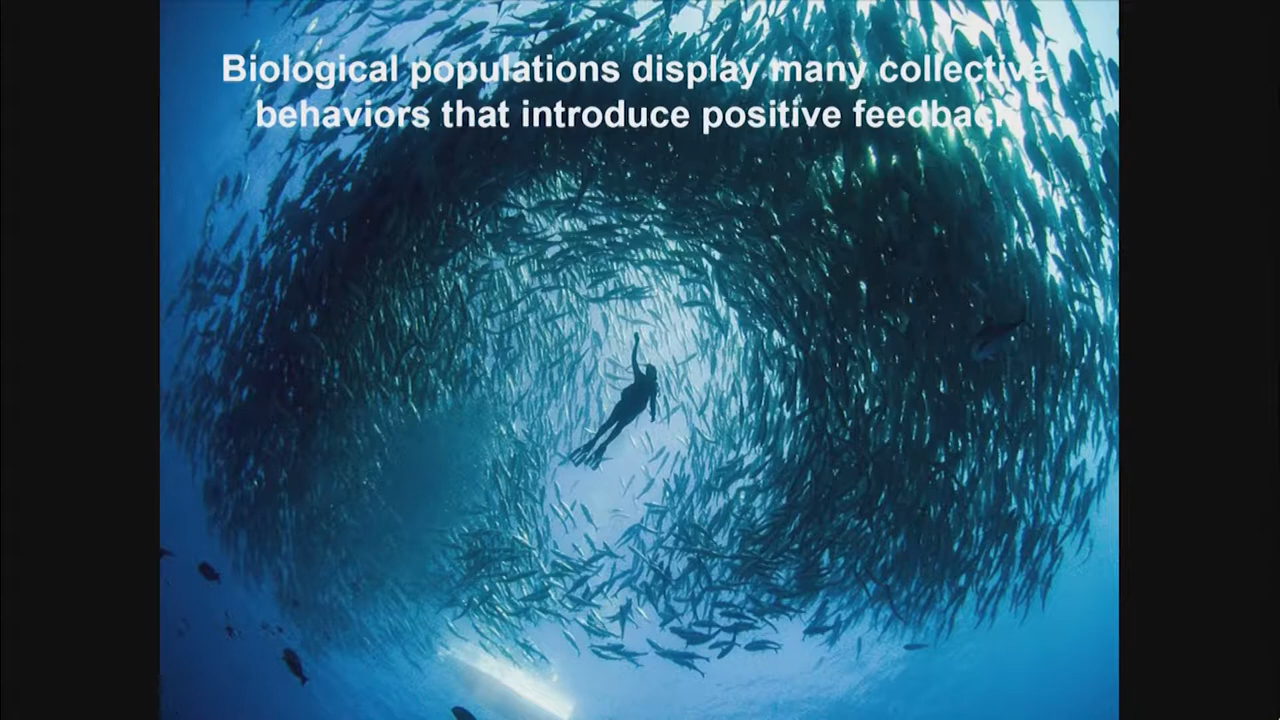 Biological populations display many collective
behaviors that introduce positive feedback